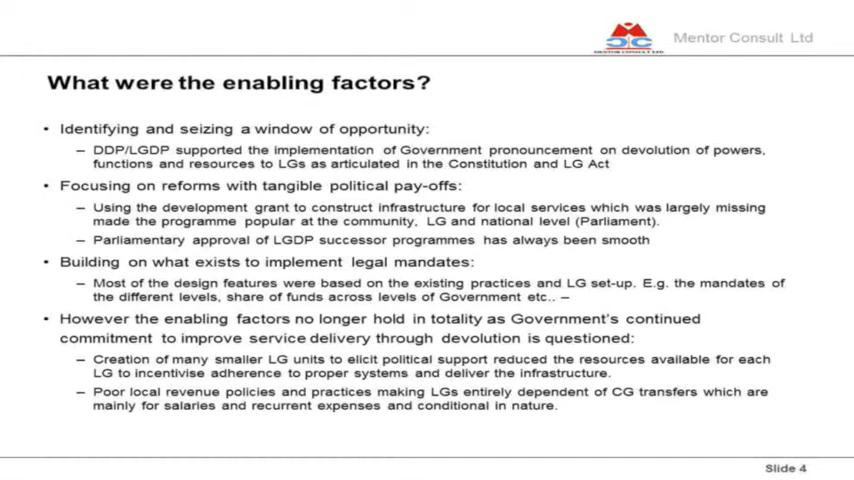 MENTOR CONSULT LTD
Mentor Consult Ltd
What were the enabling factors?
• Identifying and seizing a window of opportunity:
– DDP/LGDP supported the implementation of Government pronouncement on devolution of powers,
functions and resources to LGs as articulated in the Constitution and LG Act
• Focusing on reforms with tangible political pay-offs:
– Using the development grant to construct infrastructure for local services which was largely missing
made the programme popular at the community, LG and national level (Parliament).
– Parliamentary approval of LGDP successor programmes has always been smooth
• Building on what exists to implement legal mandates:
– Most of the design features were based on the existing practices and LG set-up. E.g. the mandates of
the different levels, share of funds across levels of Government etc.. –
• However the enabling factors no longer hold in totality as Government's continued
commitment to improve service delivery through devolution is questioned:
– Creation of many smaller LG units to elicit political support reduced the resources available for each
LG to incentivise adherence to proper systems and deliver the infrastructure.
– Poor local revenue policies and practices making LGs entirely dependent of CG transfers which are
mainly for salaries and recurrent expenses and conditional in nature.
Slide 4